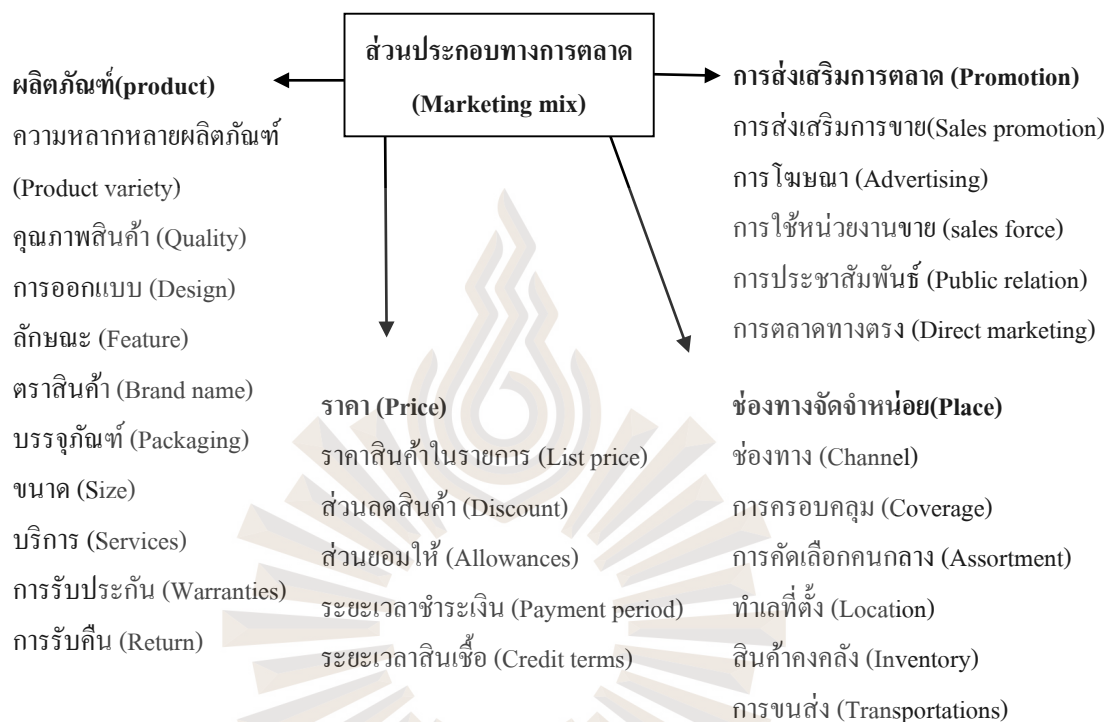 ส่วนประกอบทางการตลาด
(Marketing mix)
ผลิตภัณฑ์(product)
ความหลากหลายผลิตภัณฑ์
(Product variety)
คุณภาพสินค้า (Quality)
การออกแบบ (Design)
ลักษณะ (Feature)
ตราสินค้า (Brand name)
บรรจุภัณฑ์ (Packaging)
ขนาด (Size)
บริการ (Services)
การรับประกัน (Warranties)
การรับคืน (Return)
ราคา (Price)
ราคาสินค้าในรายการ (List price)
ส่วนลดสินค้า (Discount)
ส่วนยอมให้ (Allowances)
ระยะเวลาชำระเงิน (Payment period)
ระยะเวลาสินเชื่อ (Credit terms)
การส่งเสริมการตลาด (Promotion)
การส่งเสริมการขาย(Sales promotion)
การโฆษณา (Advertising)
การใช้หน่วยงานขาย (sales force)
การประชาสัมพันธ์ (Public relation)
การตลาดทางตรง (Direct marketing)
ช่องทางจัดจำหน่อย(Place)
ช่องทาง (Channel)
การครอบคลุม (Coverage)
การคัดเลือกคนกลาง (Assortment)
ทำเลที่ตั้ง (Location)
สินค้าคงคลัง (Inventory)
การขนส่ง (Transportations)